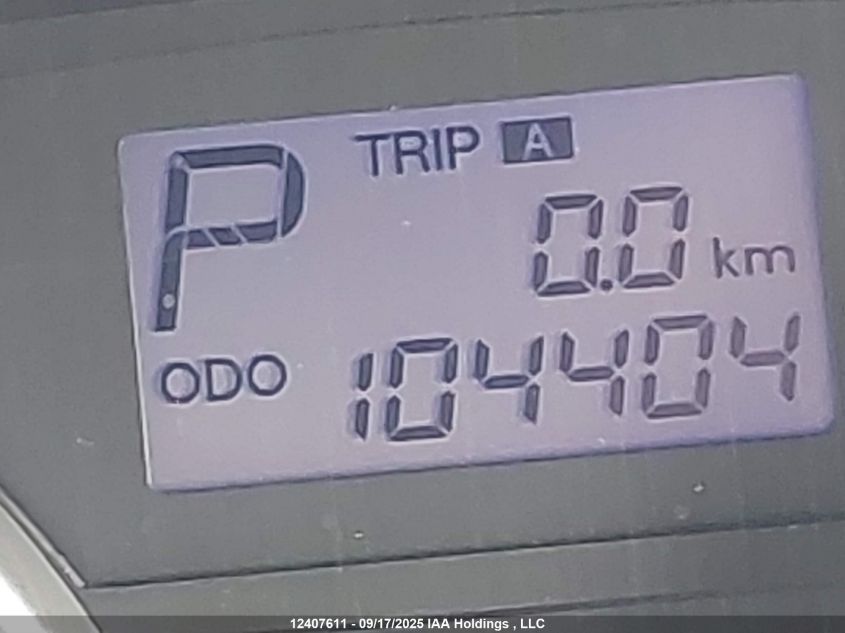 P TRIP A
0.0 km
ODO 104404
12407611 - 09/17/2025 IAA Holdings , LLC